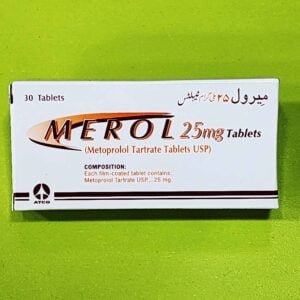 30 Tablets
میرول ۲۵ ملی گرام ٹیبلٹس
MEROL 25mg Tablets
(Metoprolol Tartrate Tablets USP)
COMPOSITION:
Each film-coated tablet contains:
Metoprolol Tartrate USP... 25 mg.
ATCO